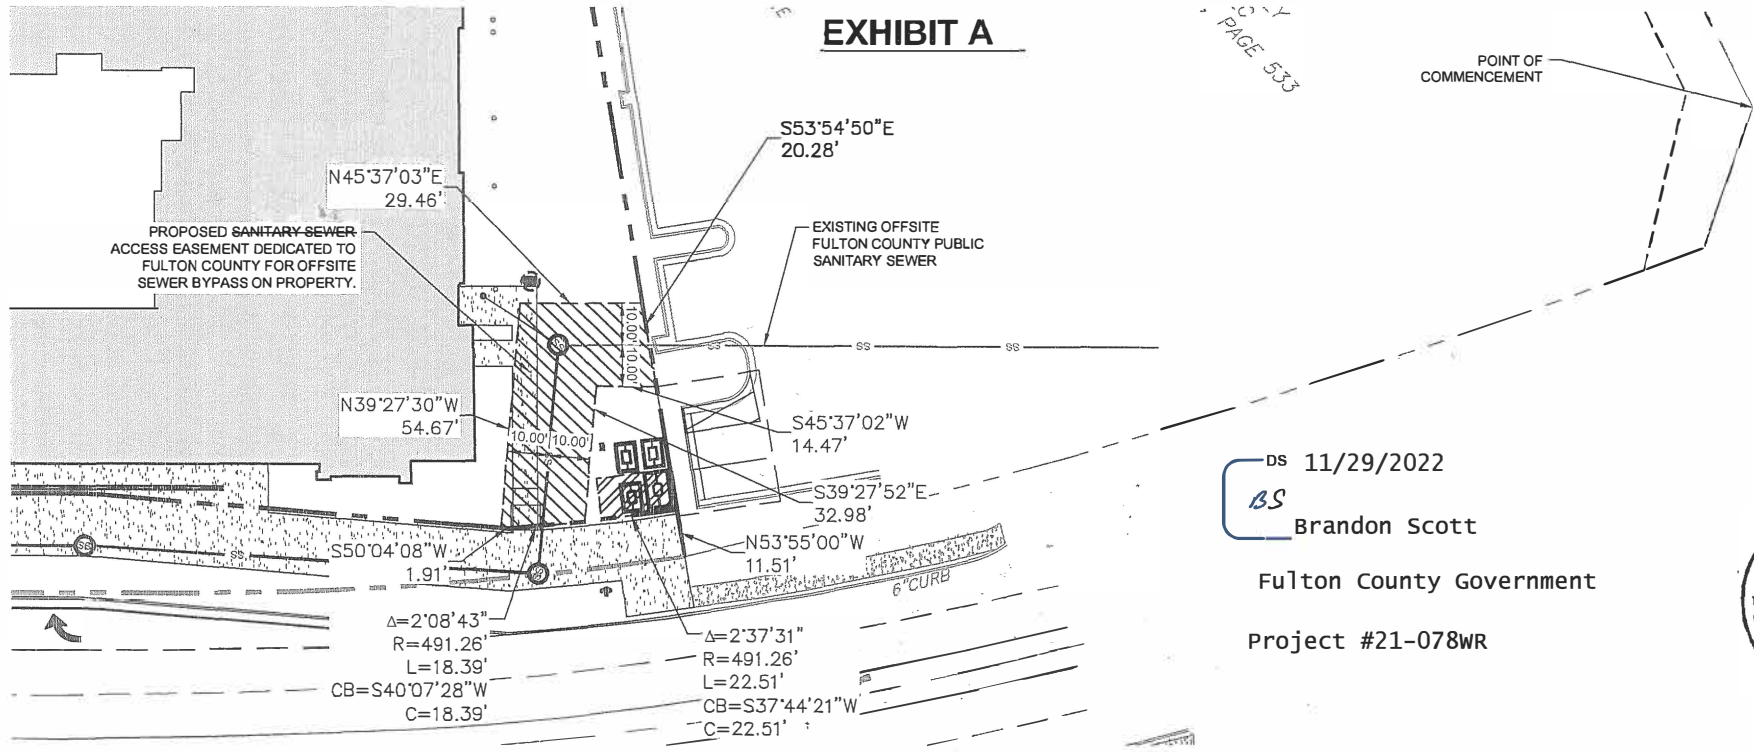 EXHIBIT A
PAGE 533
POINT OF
COMMENCEMENT
S53°54'50"E
20.28'
N45°37'03"E
29.46'
PROPOSED SANITARY SEWER
ACCESS EASEMENT DEDICATED TO
FULTON COUNTY FOR OFFSITE
SEWER BYPASS ON PROPERTY.
EXISTING OFFSITE
FULTON COUNTY PUBLIC
SANITARY SEWER
10.00'
10.00'
SS
SS
SS
SS
N39°27'30"W
54.67'
10.00'
10.00'
S45°37'02"W
14.47'
S39°27'52"E
32.98'
N53°55'00"W
11.51'
S50°04'08"W
1.91'
SS
SS
SS
6"CURB
Δ=2°08'43"
R=491.26'
L=18.39'
CB=S40°07'28"W
C=18.39'
Δ=2°37'31"
R=491.26'
L=22.51'
CB=S37°44'21"W
C=22.51'
DS
11/29/2022
BS
Brandon Scott
Fulton County Government
Project #21-078WR